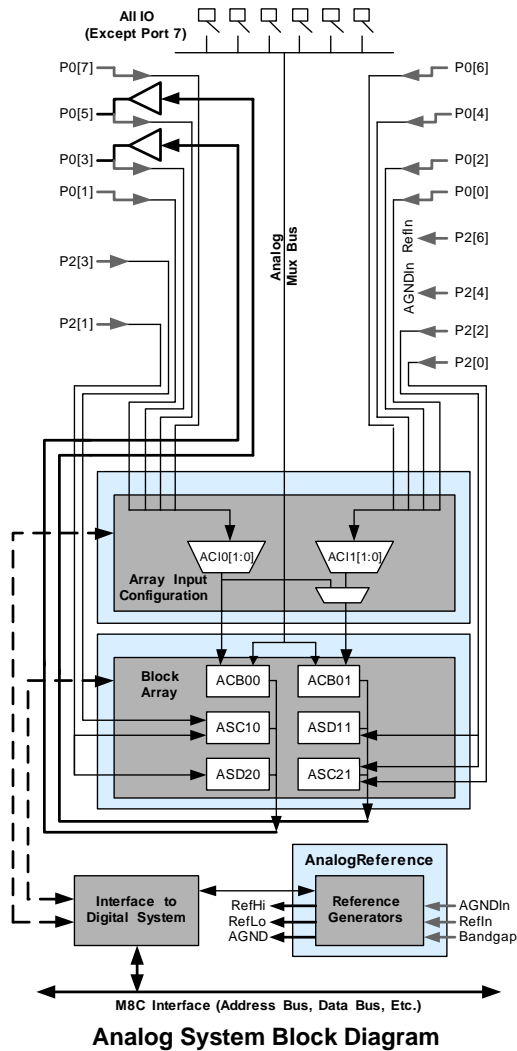 All IO
(Except Port 7)
P0[7]
P0[6]
P0[5]
P0[4]
P0[3]
P0[2]
P0[1]
P0[0]
Analog
Mux Bus
AGNDIn RefIn
P2[6]
P2[3]
P2[4]
P2[1]
P2[2]
P2[0]
ACI0[1:0]
ACI1[1:0]
Array Input
Configuration
Block
Array
ACB00
ACB01
ASC10
ASD11
ASD20
ASC21
AnalogReference
Interface to
Digital System
RefHi
RefLo
AGND
Reference
Generators
AGNDIn
RefIn
Bandgap
M8C Interface (Address Bus, Data Bus, Etc.)
Analog System Block Diagram